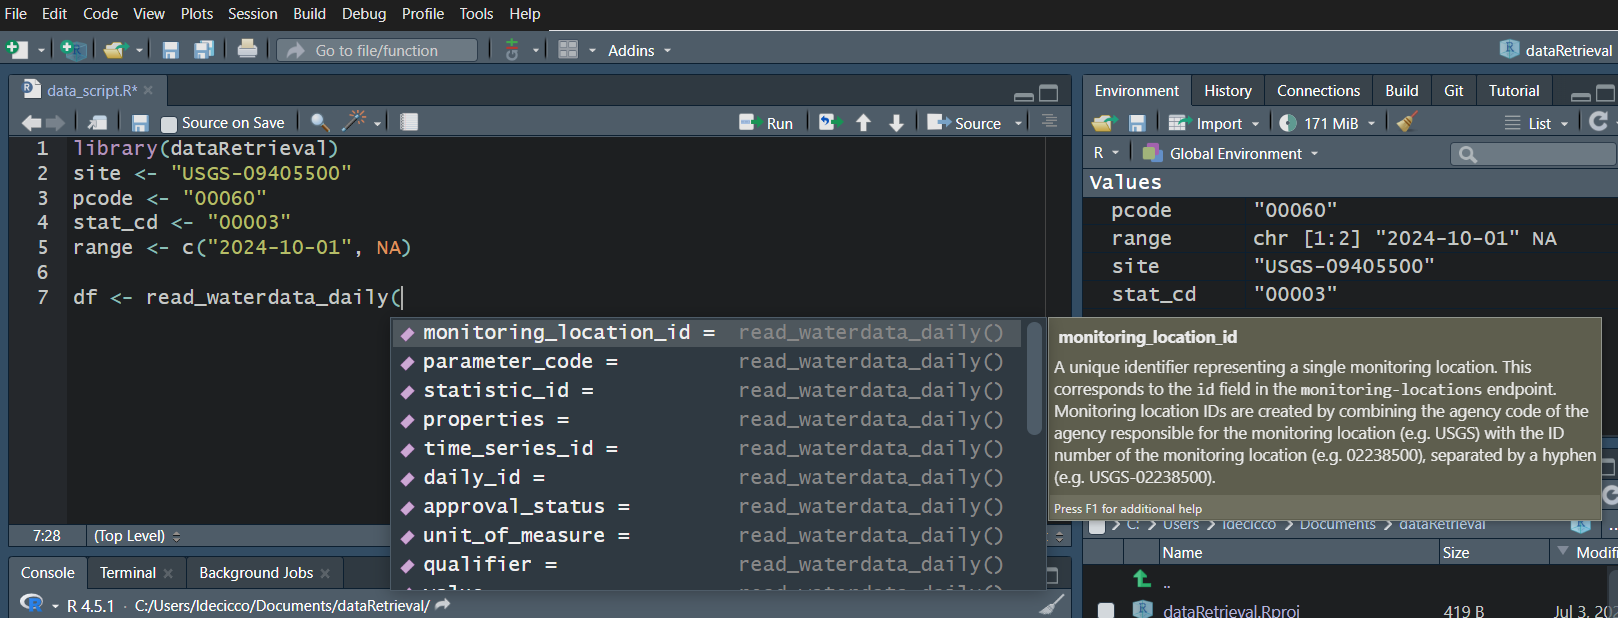 File Edit Code View Plots Session Build Debug Profile Tools Help
Go to file/function Addins dataRetrieval
data_script.R*
Source on Save Run Source
1 library(dataRetrieval)
2 site <- "USGS-09405500"
3 pcode <- "00060"
4 stat_cd <- "00003"
5 range <- c("2024-10-01", NA)
6
7 df <- read_waterdata_daily(
monitoring_location_id = read_waterdata_daily()
parameter_code = read_waterdata_daily()
statistic_id = read_waterdata_daily()
properties = read_waterdata_daily()
time_series_id = read_waterdata_daily()
daily_id = read_waterdata_daily()
approval_status = read_waterdata_daily()
unit_of_measure = read_waterdata_daily()
qualifier = read_waterdata_daily()
7:28 (Top Level)
Console Terminal Background Jobs
R 4.5.1 · C:/Users/ldecicco/Documents/dataRetrieval/
Environment History Connections Build Git Tutorial
Import 171 MiB List
R Global Environment
Values
pcode "00060"
range chr [1:2] "2024-10-01" NA
site "USGS-09405500"
stat_cd "00003"
monitoring_location_id
A unique identifier representing a single monitoring location. This
corresponds to the id field in the monitoring-locations endpoint.
Monitoring location IDs are created by combining the agency code of the
agency responsible for the monitoring location (e.g. USGS) with the ID
number of the monitoring location (e.g. 02238500), separated by a hyphen
(e.g. USGS-02238500).
Press F1 for additional help
C: > Users > ldecicco > Documents > dataRetrieval ...
Name Size Modifi
..
dataRetrieval.Rproj 419 B Jul 3, 202